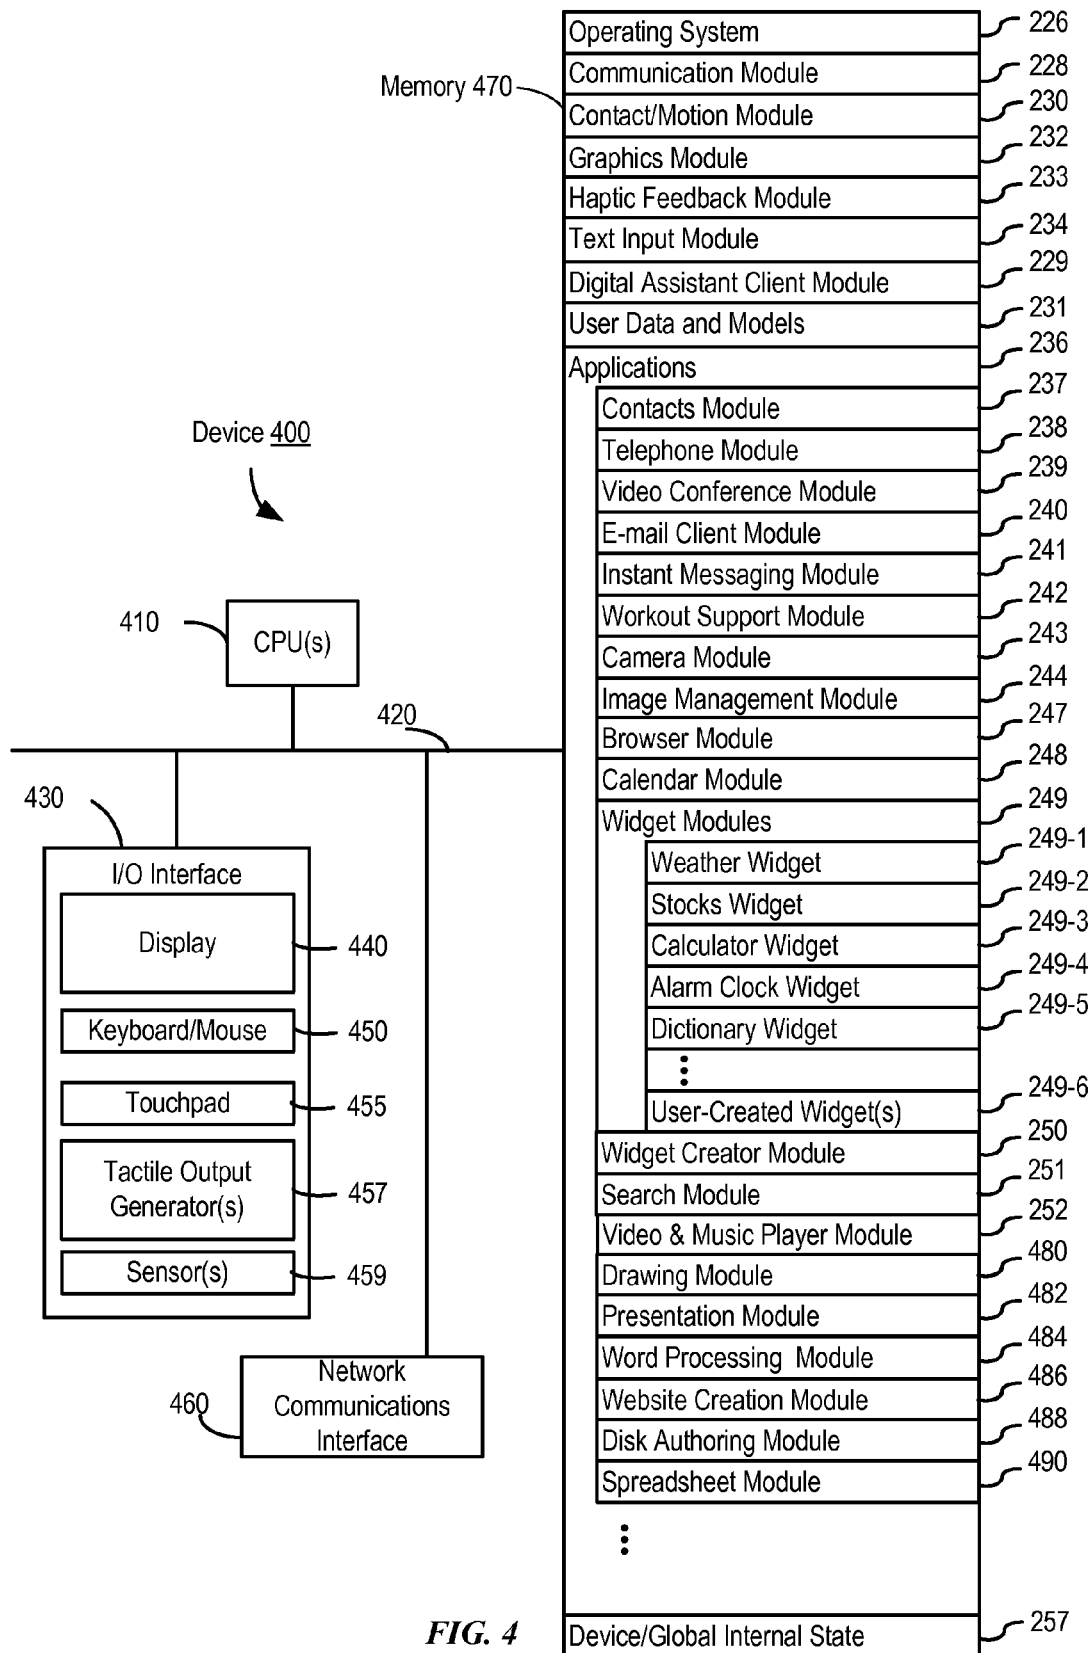 Operating System 226
Communication Module 228
Memory 470
Contact/Motion Module 230
Graphics Module 232
Haptic Feedback Module 233
Text Input Module 234
Digital Assistant Client Module 229
User Data and Models 231
Applications 236
Contacts Module 237
Telephone Module 238
Video Conference Module 239
E-mail Client Module 240
Instant Messaging Module 241
Workout Support Module 242
Camera Module 243
Image Management Module 244
Browser Module 247
Calendar Module 248
Widget Modules 249
Weather Widget 249-1
Stocks Widget 249-2
Calculator Widget 249-3
Alarm Clock Widget 249-4
Dictionary Widget 249-5
User-Created Widget(s) 249-6
Widget Creator Module 250
Search Module 251
Video & Music Player Module 252
Drawing Module 480
Presentation Module 482
Word Processing Module 484
Website Creation Module 486
Disk Authoring Module 488
Spreadsheet Module 490
Device/Global Internal State 257
Device 400
410
CPU(s)
420
430
I/O Interface
Display 440
Keyboard/Mouse 450
Touchpad 455
Tactile Output
Generator(s) 457
Sensor(s) 459
460
Network
Communications
Interface
FIG. 4